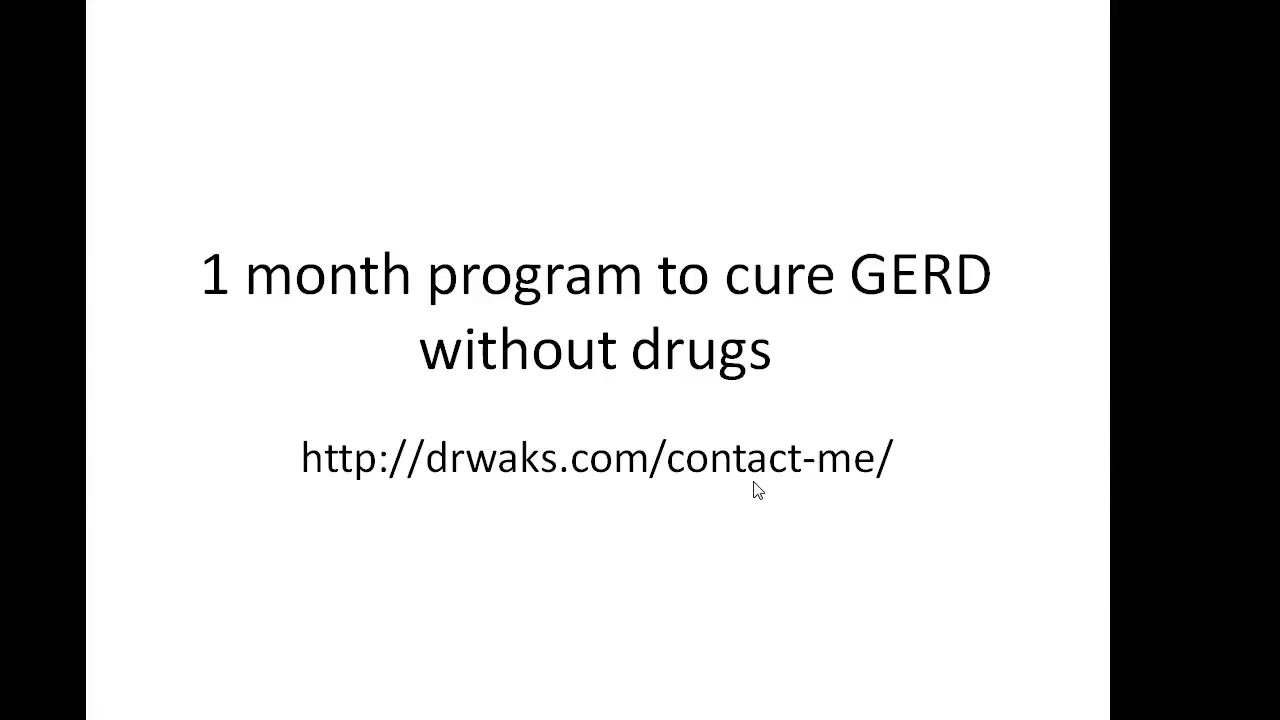 1 month program to cure GERD
without drugs
http://drwaks.com/contact-me/